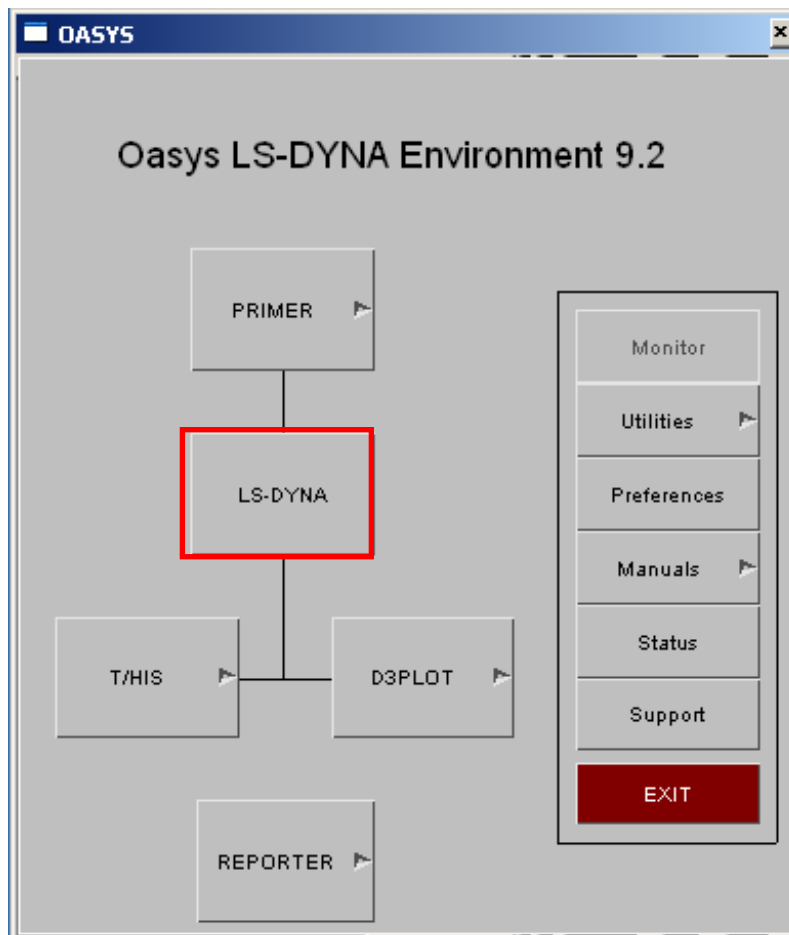 OASYS
Oasys LS-DYNA Environment 9.2
PRIMER
LS-DYNA
T/HIS
D3PLOT
REPORTER
Monitor
Utilities
Preferences
Manuals
Status
Support
EXIT